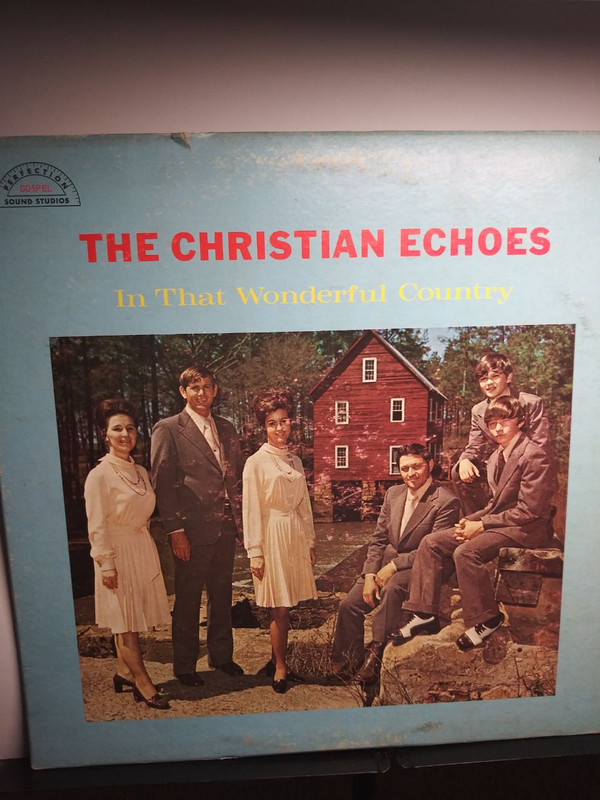 PERFECTION
GOSPEL
SOUND STUDIOS
THE CHRISTIAN ECHOES
In That Wonderful Country